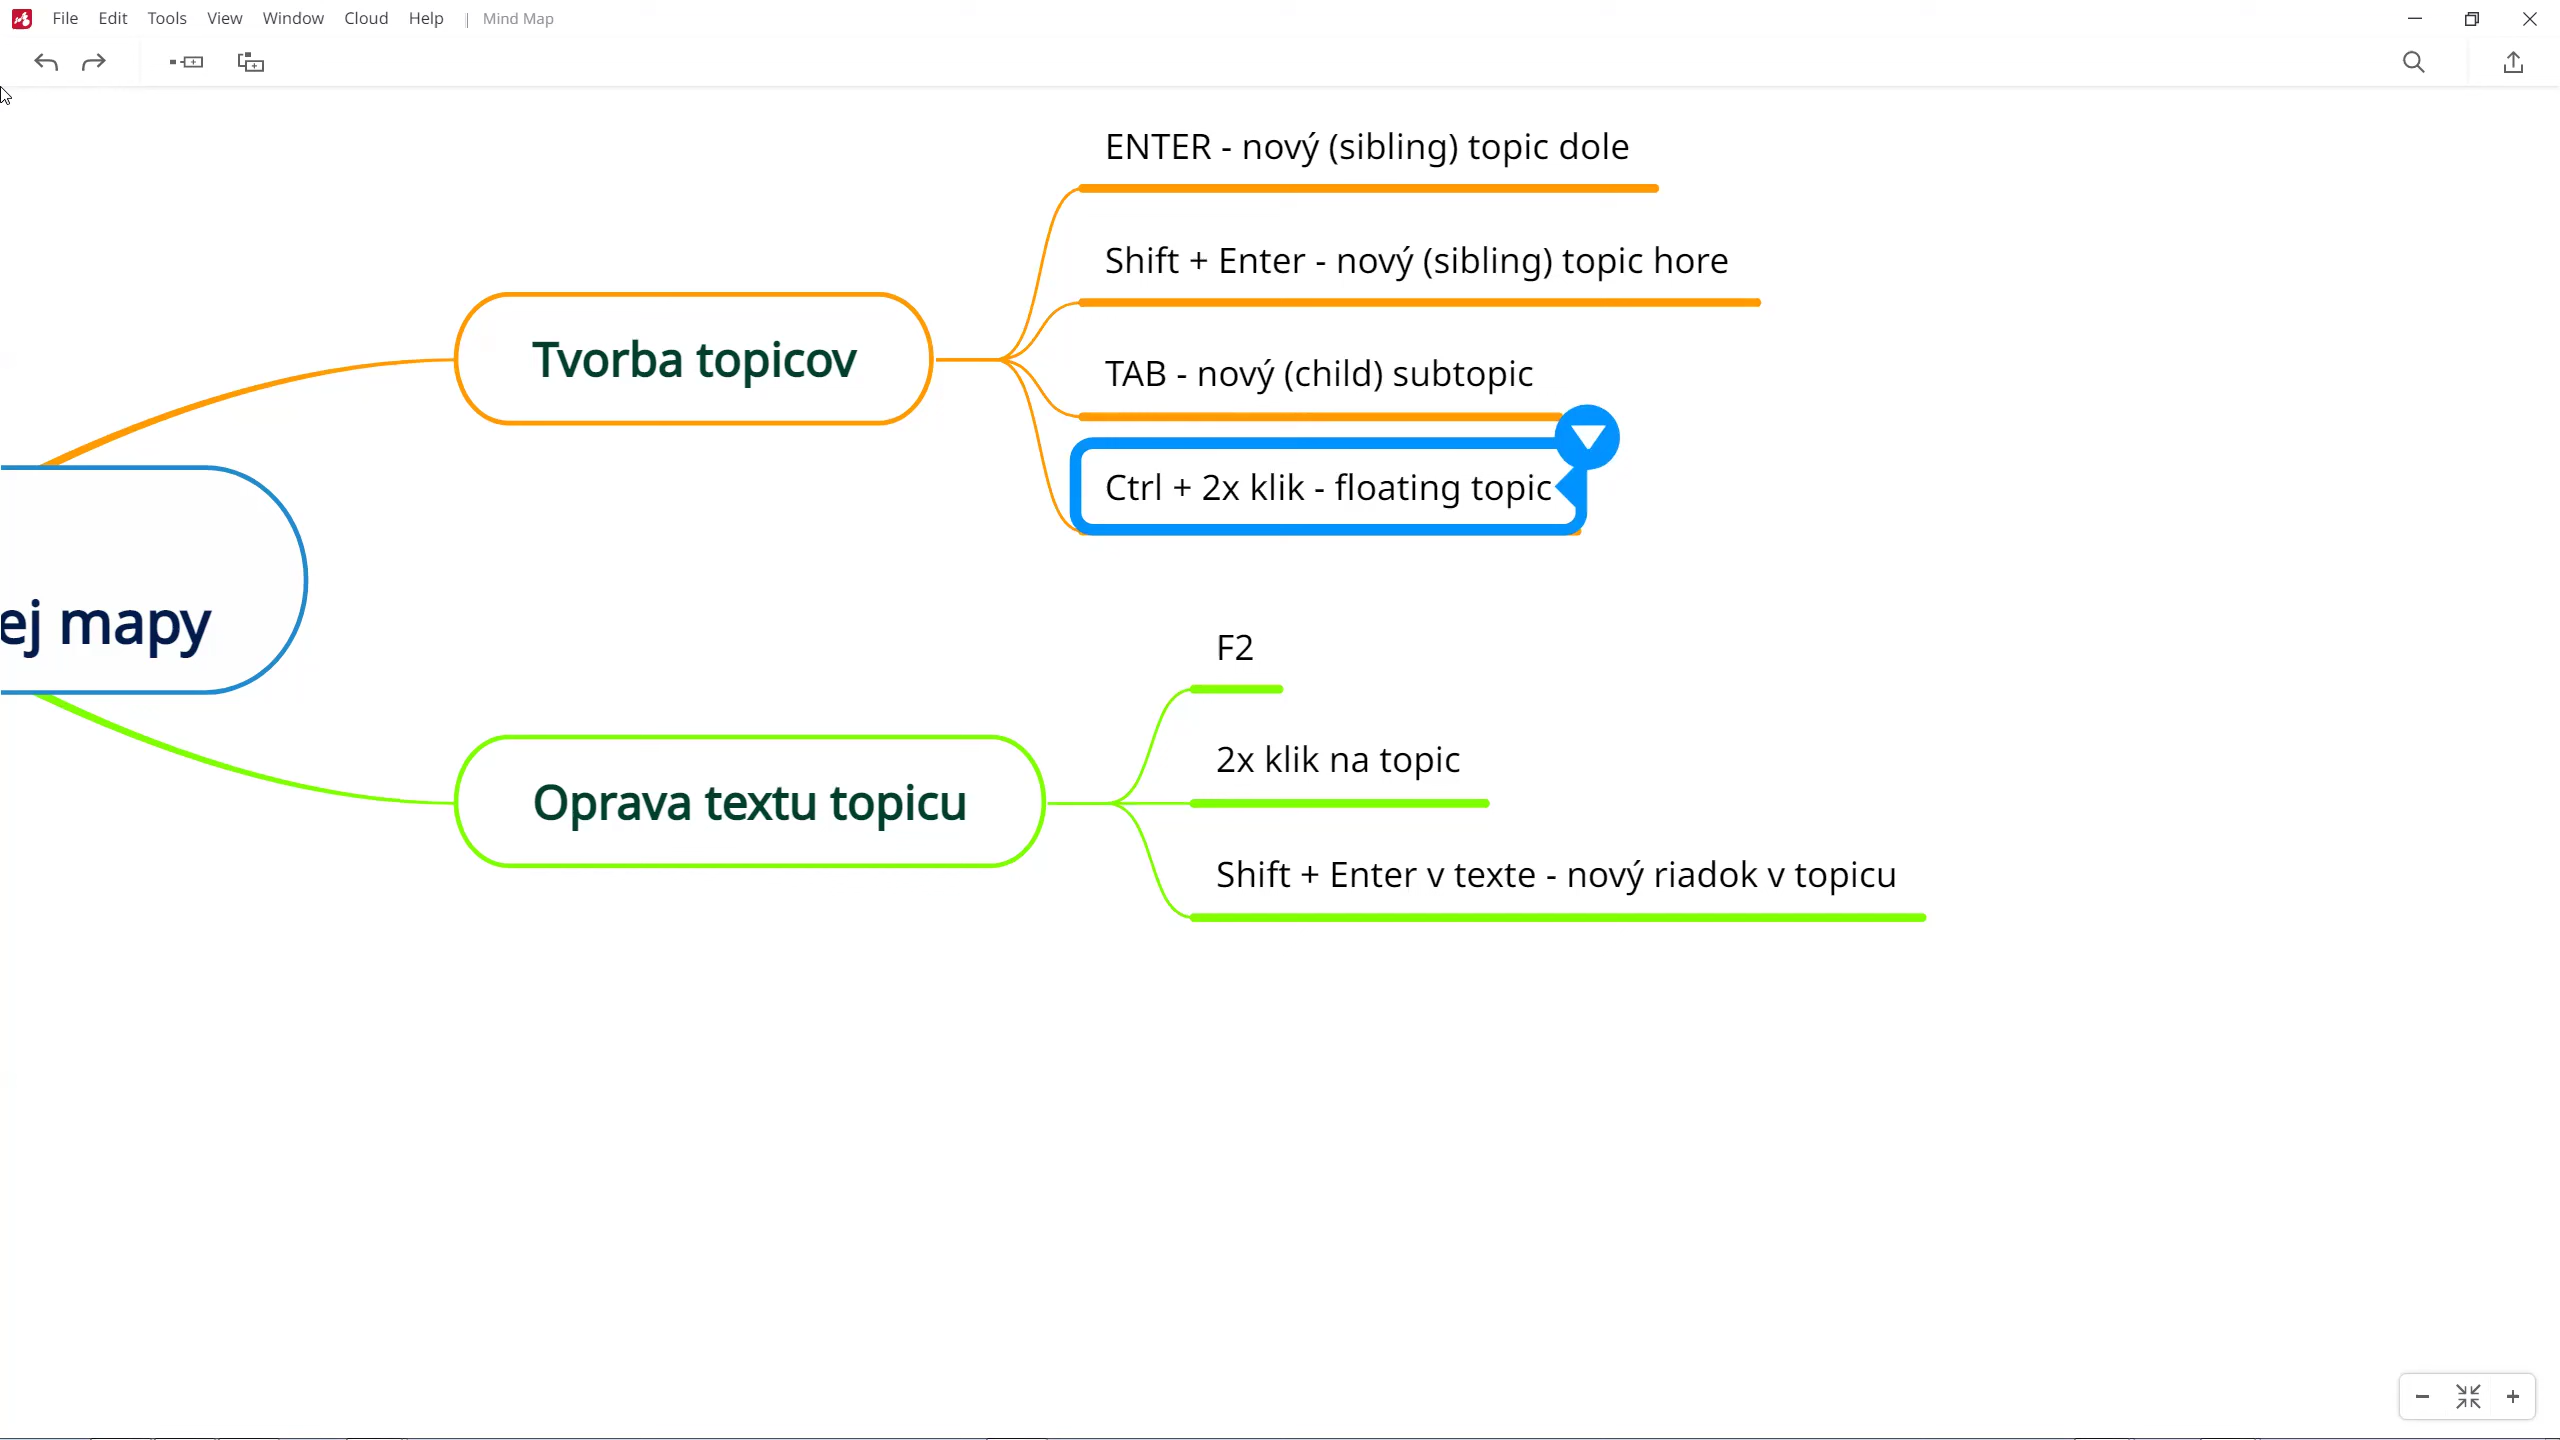 File Edit Tools View Window Cloud Help | Mind Map
ENTER - nový (sibling) topic dole
Shift + Enter - nový (sibling) topic hore
Tvorba topicov
TAB - nový (child) subtopic
Ctrl + 2x klik - floating topic
ej mapy
F2
2x klik na topic
Oprava textu topicu
Shift + Enter v texte - nový riadok v topicu